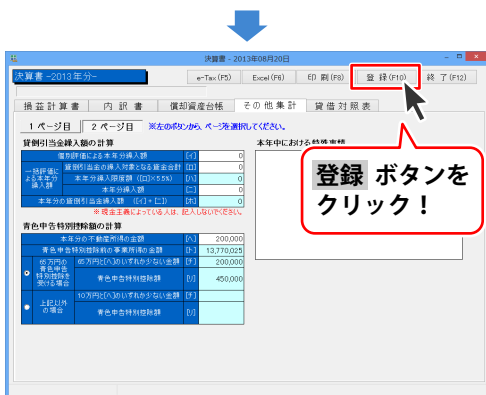 決算書 - 2013年08月20日
決算書 −2013年分−
e-Tax(F5) Excel(F6) 印 刷(F8) 登 録(F10) 終 了(F12)
損益計算書 内訳書 償却資産台帳 その他集計 貸借対照表
1 ページ目 2 ページ目 ※左のボタンから、ページを選択してください。
貸倒引当金繰入額の計算 本年中における特殊事情
個別評価による本年分繰入額 [イ] 0
一括評価による本年分繰入額
貸倒引当金の繰入対象となる貸金合計 [ロ] 0
本年分繰入限度額 ([ロ]×5.5%) [ハ] 0
本年分繰入額 [ニ] 0
本年分の貸倒引当金繰入額 ([イ]+[ニ]) [ホ] 0
※ 現金主義によっている人は、記入しないでください。
青色申告特別控除額の計算
本年分の不動産所得の金額 [ヘ] 200,000
青色申告特別控除前の事業所得の金額 [ト] 13,770,025
65万円の青色申告特別控除を受ける場合
65万円と[ヘ]のいずれか少ない金額 [チ] 200,000
青色申告特別控除額 [リ] 450,000
上記以外の場合
10万円と[ヘ]のいずれか少ない金額 [チ]
青色申告特別控除額 [リ]
登録 ボタンを
クリック！